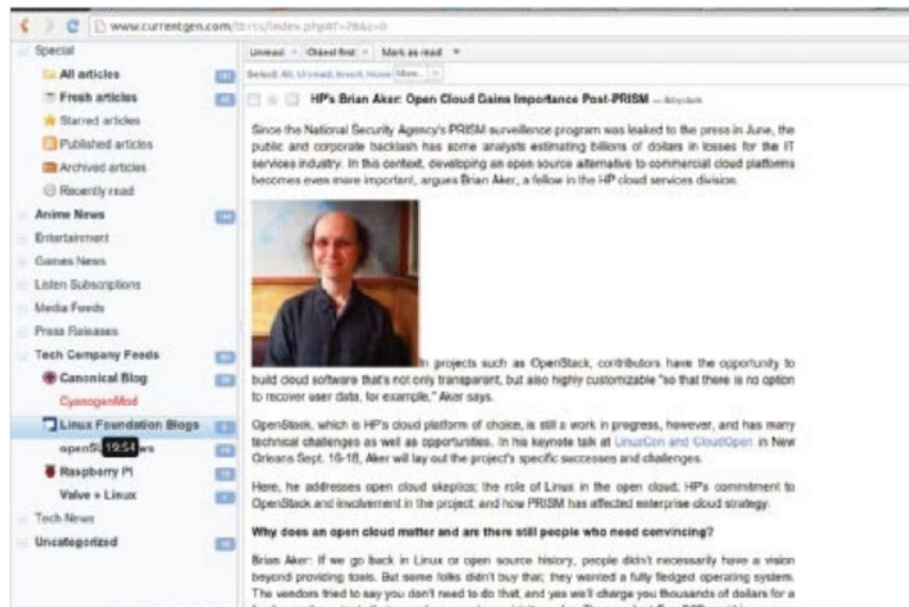 www.currentgen.com/ttrss/index.php#f=28&c=0
Special
All articles
Fresh articles
Starred articles
Published articles
Archived articles
Recently read
Anime News
Entertainment
Games News
Listen Subscriptions
Media Feeds
Press Releases
Tech Company Feeds
Canonical Blog
CyanogenMod
Linux Foundation Blogs
19:54
Raspberry Pi
Valve » Linux
Tech News
Uncategorized
Unread Oldest first Mark as read
Select: All, Unread, Invert, None More...
HP's Brian Aker: Open Cloud Gains Importance Post-PRISM
Since the National Security Agency's PRISM surveillence program was leaked to the press in June, the
public and corporate backlash has some analysts estimating billions of dollars in losses for the IT
services industry. In this context, developing an open source alternative to commercial cloud platforms
becomes even more important, argues Brian Aker, a fellow in the HP cloud services division.
In projects such as OpenStack, contributors have the opportunity to
build cloud software that's not only transparent, but also highly customizable "so that there is no option
to recover user data, for example," Aker says.
OpenStack, which is HP's cloud platform of choice, is still a work in progress, however, and has many
technical challenges as well as opportunities. In his keynote talk at LinuxCon and CloudOpen in New
Orleans Sept. 16-18, Aker will lay out the project's specific successes and challenges.
Here, he addresses open cloud skeptics; the role of Linux in the open cloud; HP's commitment to
OpenStack and involvement in the project; and how PRISM has affected enterprise cloud strategy.
Why does an open cloud matter and are there still people who need convincing?
Brian Aker: If we go back in Linux or open source history, people didn't necessarily have a vision
beyond providing tools. But some folks didn't buy that; they wanted a fully fledged operating system.
The vendors tried to say you don't need to do that, and yes we'll charge you thousands of dollars for a